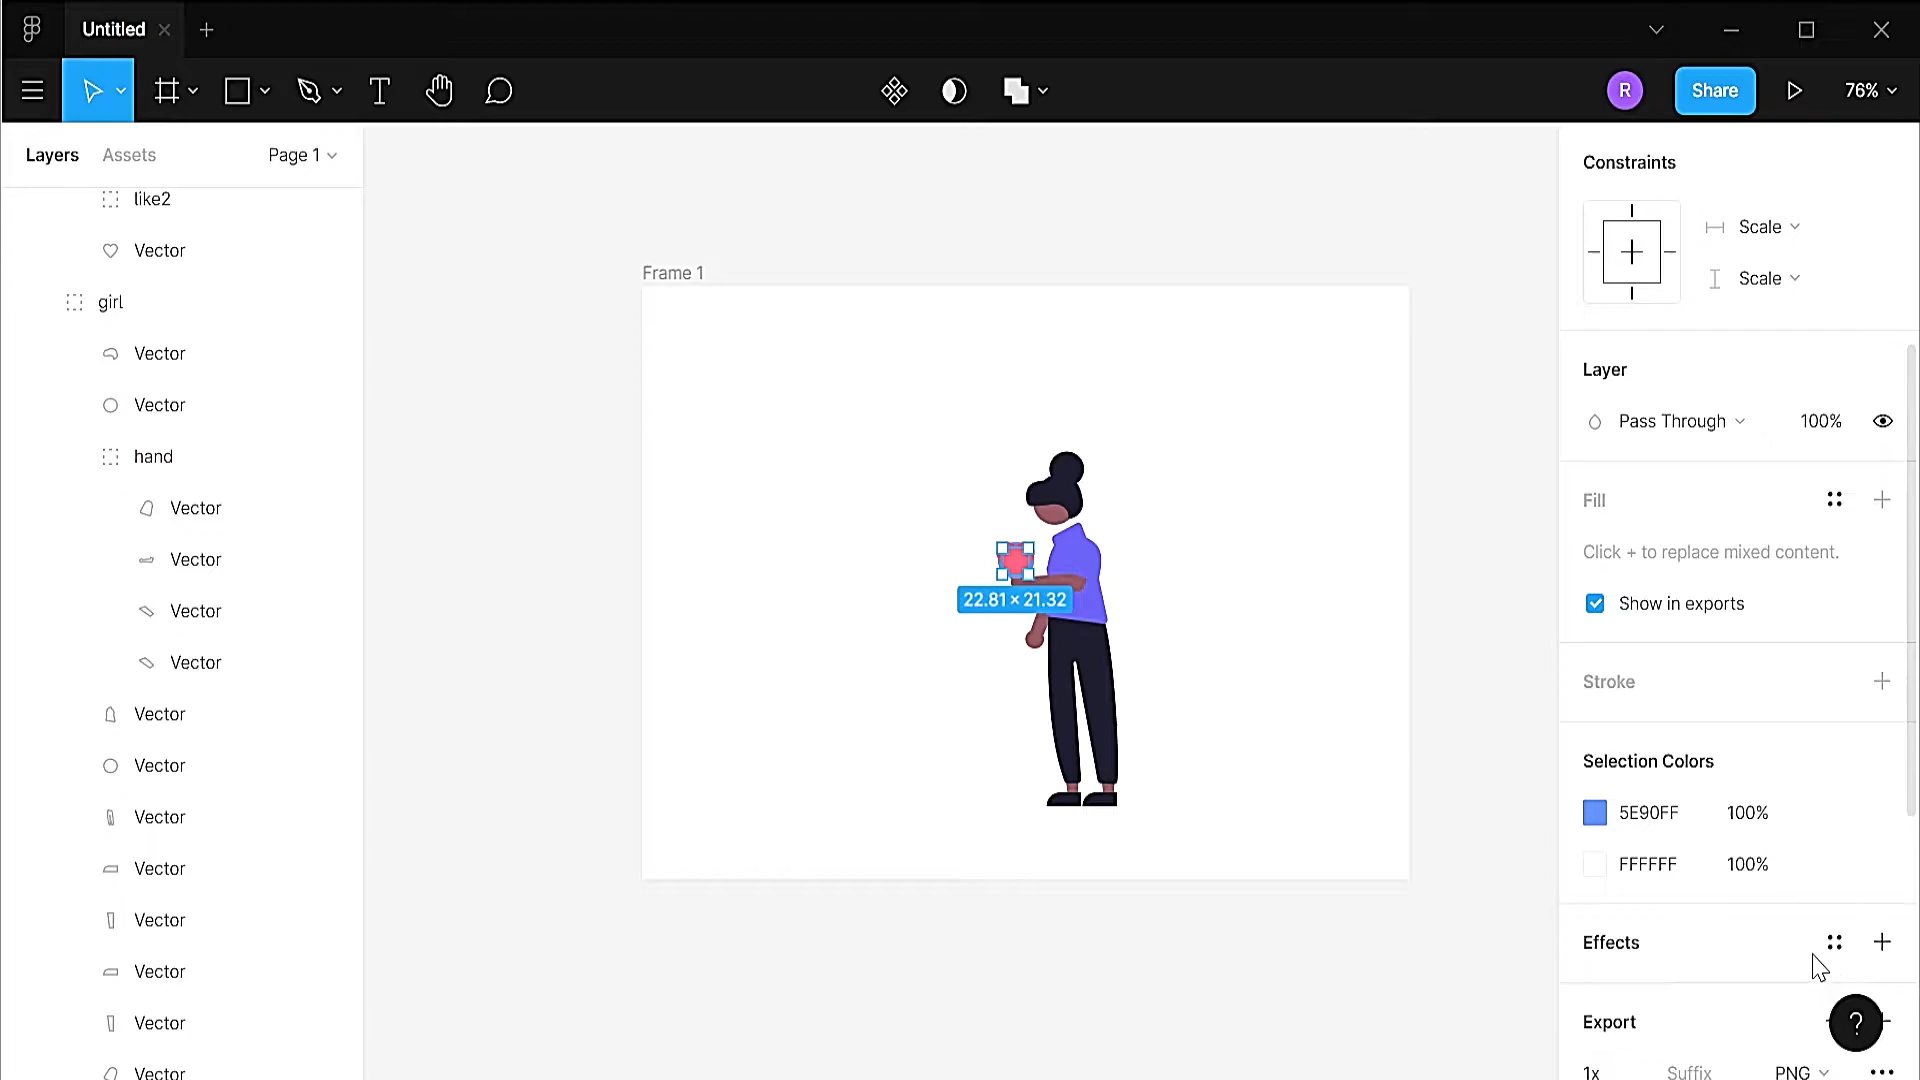 Untitled
R
Share
76%
Layers
Assets
Page 1
like2
Vector
girl
Vector
Vector
hand
Vector
Vector
Vector
Vector
Vector
Vector
Vector
Vector
Vector
Vector
Vector
Vector
Frame 1
22.81 × 21.32
Constraints
Scale
Scale
Layer
Pass Through
100%
Fill
Click + to replace mixed content.
Show in exports
Stroke
Selection Colors
5E90FF 100%
FFFFFF 100%
Effects
Export
?
1x Suffix PNG